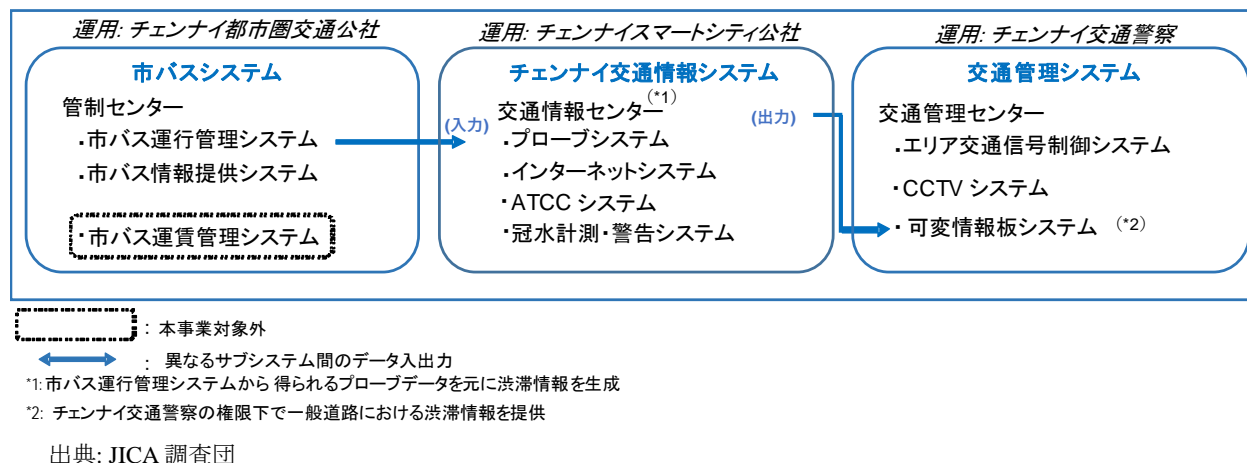 運用: チェンナイ都市圏交通公社
市バスシステム
管制センター
・市バス運行管理システム
・市バス情報提供システム
・市バス運賃管理システム
(入力)
運用: チェンナイスマートシティ公社
チェンナイ交通情報システム
交通情報センター(*1)
・プローブシステム
・インターネットシステム
・ATCC システム
・冠水計測・警告システム
(出力)
運用: チェンナイ交通警察
交通管理システム
交通管理センター
・エリア交通信号制御システム
・CCTV システム
・可変情報板システム (*2)
: 本事業対象外
: 異なるサブシステム間のデータ入出力
*1: 市バス運行管理システムから得られるプローブデータを元に渋滞情報を生成
*2: チェンナイ交通警察の権限下で一般道路における渋滞情報を提供
出典: JICA 調査団